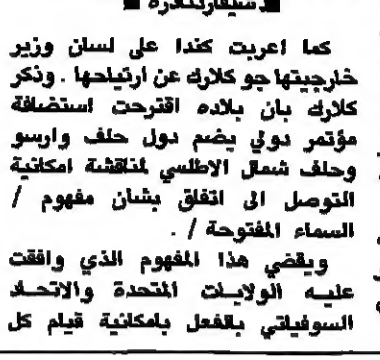 شيفاردنادزه
كما اعربت كندا على لسان وزير
خارجيتها جو كلارك عن ارتياحها . وذكر
كلارك بان بلاده اقترحت استضافة
مؤتمر دولي يضم دول حلف وارسو
وحلف شمال الاطلسي لمناقشة امكانية
التوصل الى اتفاق بشان مفهوم /
السماء المفتوحة / .
ويقضي هذا المفهوم الذي وافقت
عليه الولايات المتحدة والاتحاد
السوفياتي بالفعل بامكانية قيام كل